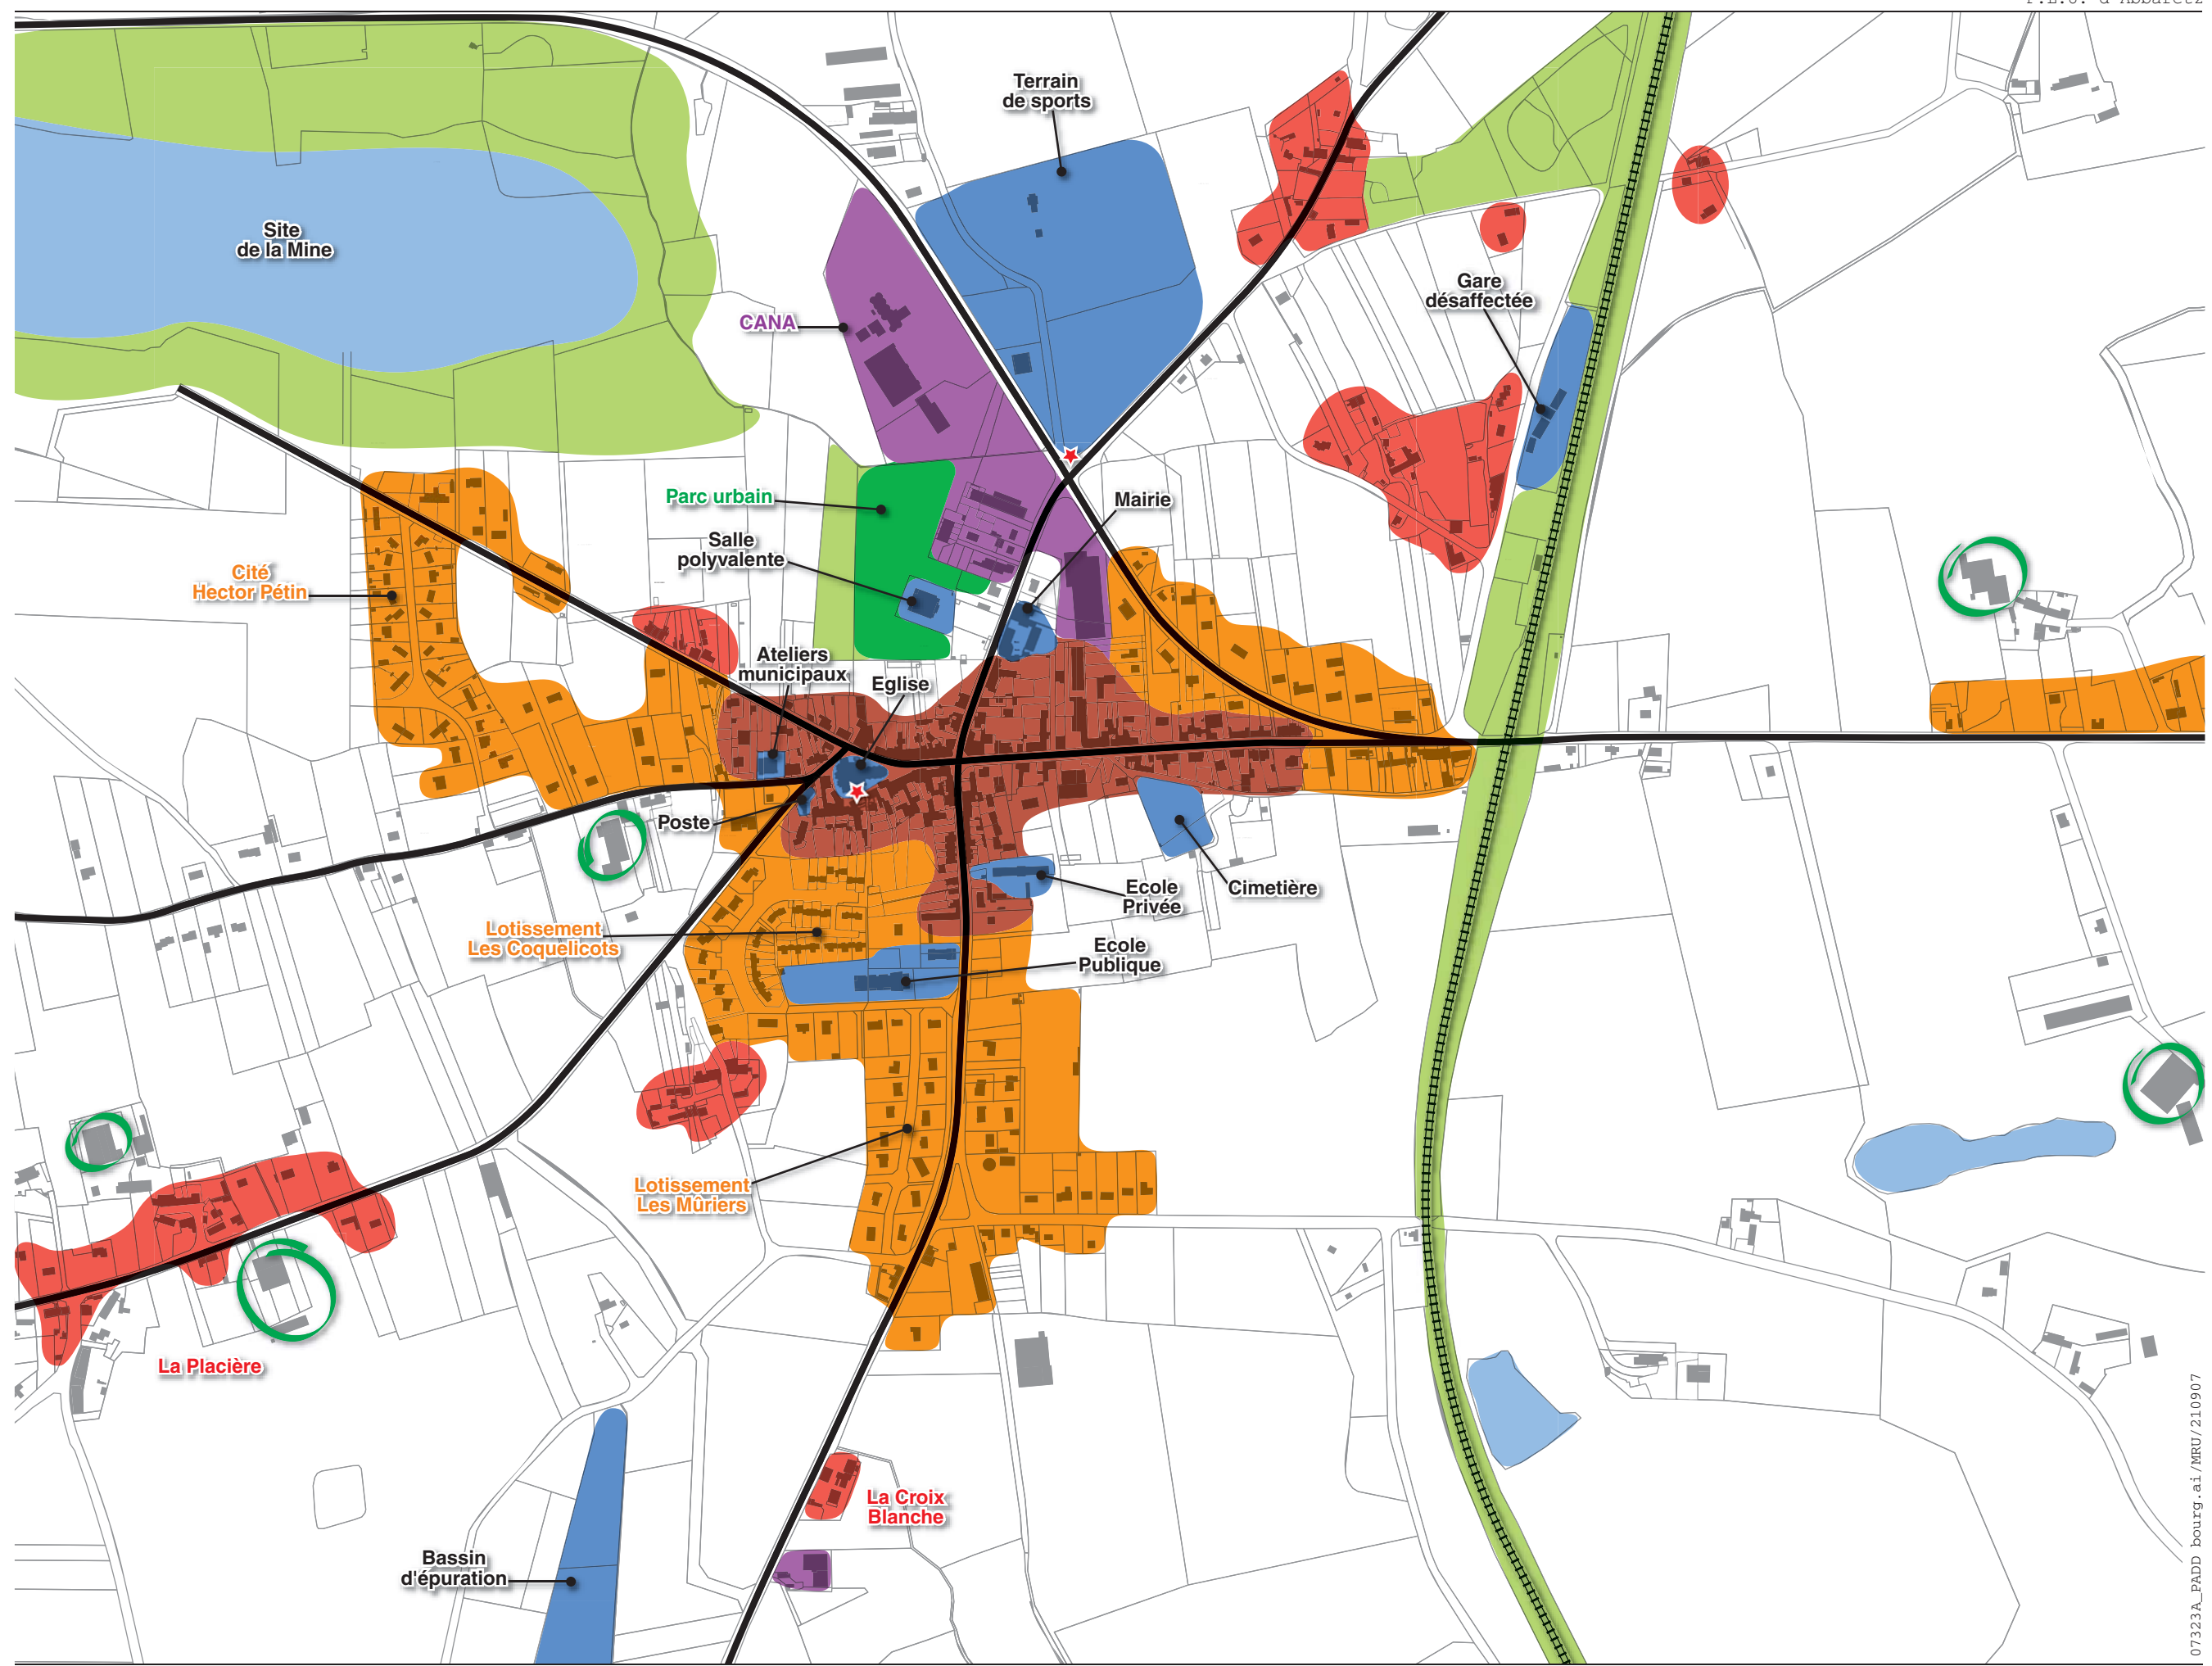 Terrain
de sports
Site
de la Mine
Gare
désaffectée
CANA
Parc urbain
Mairie
Salle
polyvalente
Cité
Hector Pétin
Ateliers
municipaux
Eglise
Poste
Ecole
Privée
Cimetière
Lotissement
Les Coquelicots
Ecole
Publique
Lotissement
Les Mûriers
La Placière
La Croix
Blanche
Bassin
d'épuration
07323A_PADD bourg.ai/MRU/210907